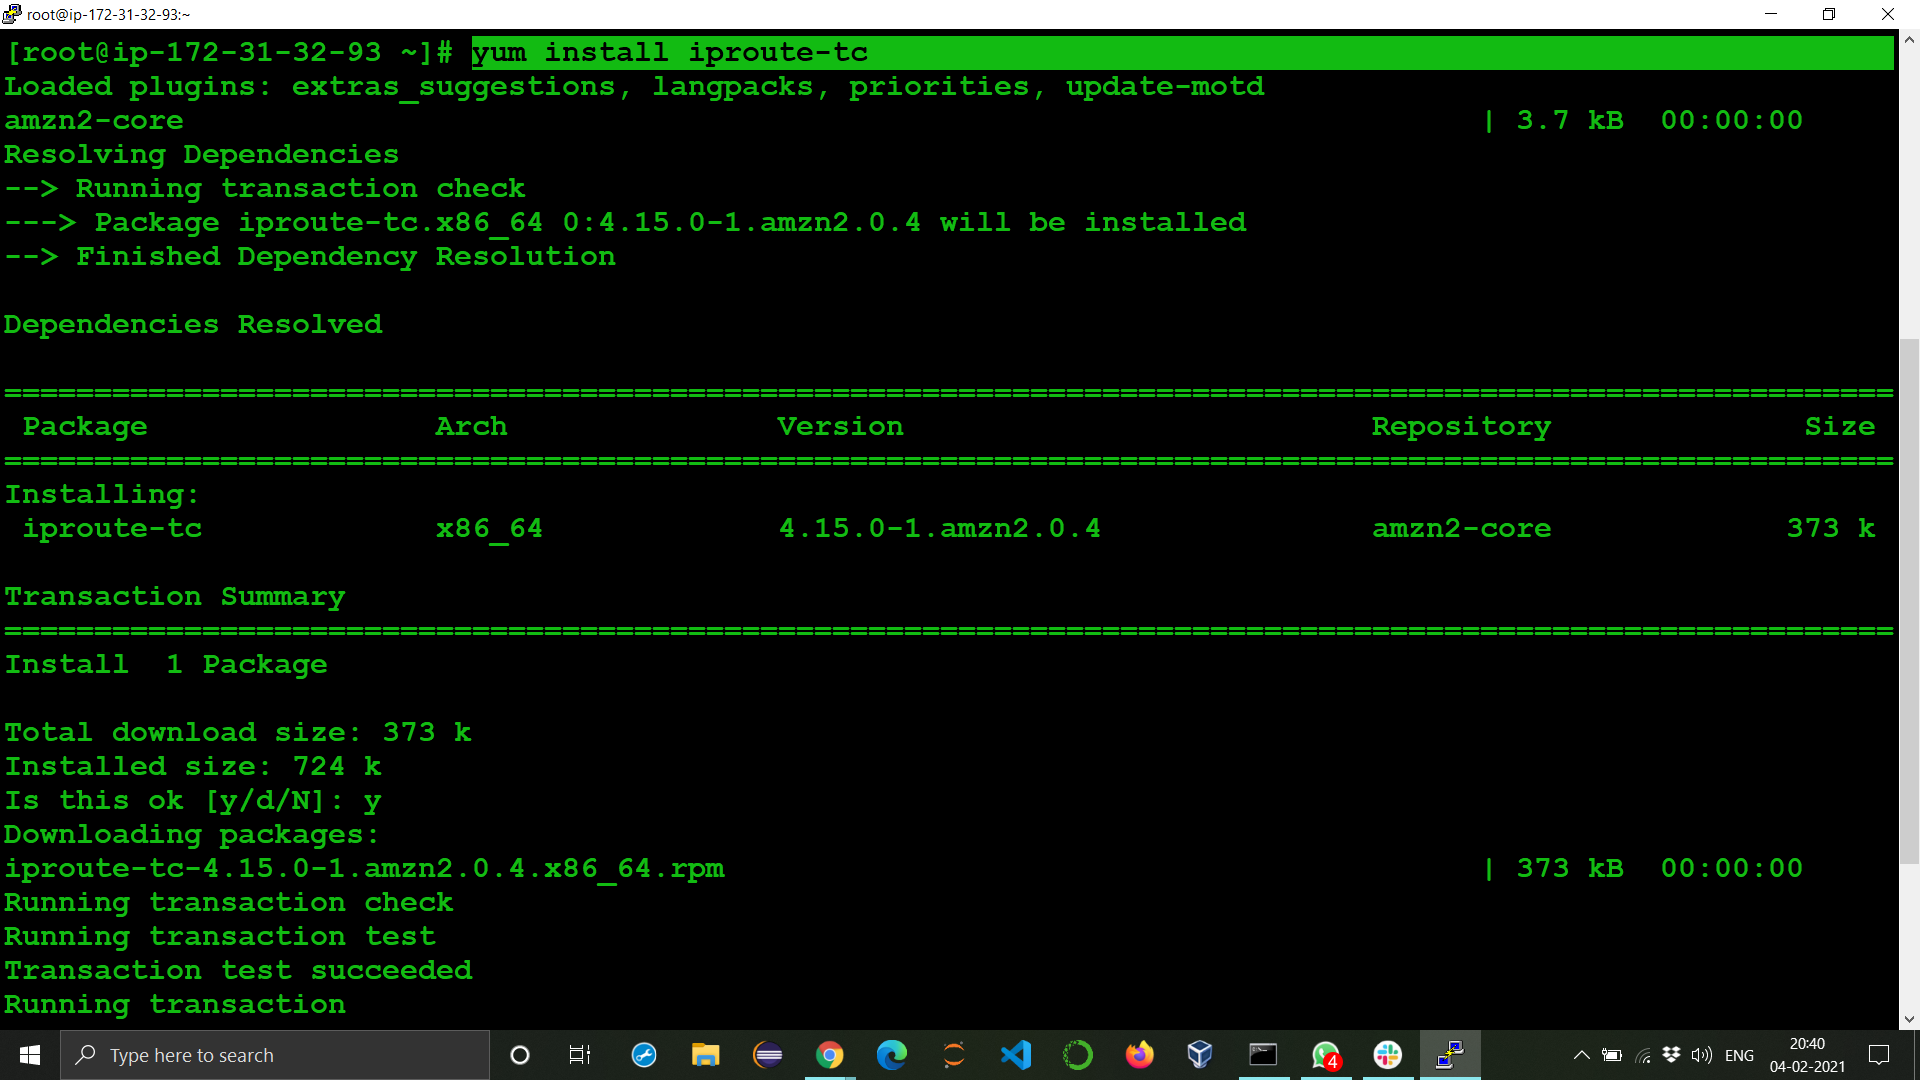 root@ip-172-31-32-93:~
[root@ip-172-31-32-93 ~]# yum install iproute-tc
Loaded plugins: extras_suggestions, langpacks, priorities, update-motd
amzn2-core | 3.7 kB 00:00:00
Resolving Dependencies
--> Running transaction check
---> Package iproute-tc.x86_64 0:4.15.0-1.amzn2.0.4 will be installed
--> Finished Dependency Resolution
Dependencies Resolved
=========================================================================================================
Package Arch Version Repository Size
=========================================================================================================
Installing:
iproute-tc x86_64 4.15.0-1.amzn2.0.4 amzn2-core 373 k
Transaction Summary
=========================================================================================================
Install 1 Package
Total download size: 373 k
Installed size: 724 k
Is this ok [y/d/N]: y
Downloading packages:
iproute-tc-4.15.0-1.amzn2.0.4.x86_64.rpm | 373 kB 00:00:00
Running transaction check
Running transaction test
Transaction test succeeded
Running transaction
Type here to search
4
ENG
20:40
04-02-2021